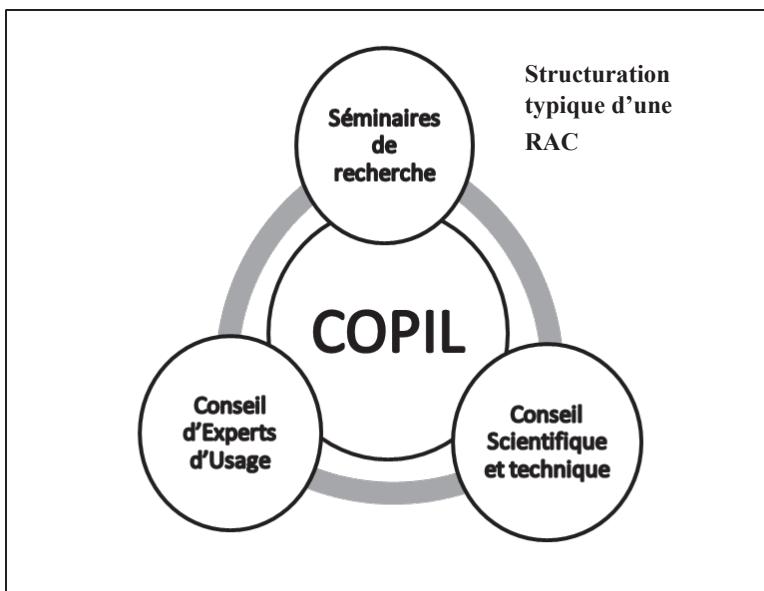 Structuration
typique d’une
RAC
Séminaires
de
recherche
COPIL
Conseil
d’Experts
d’Usage
Conseil
Scientifique
et technique